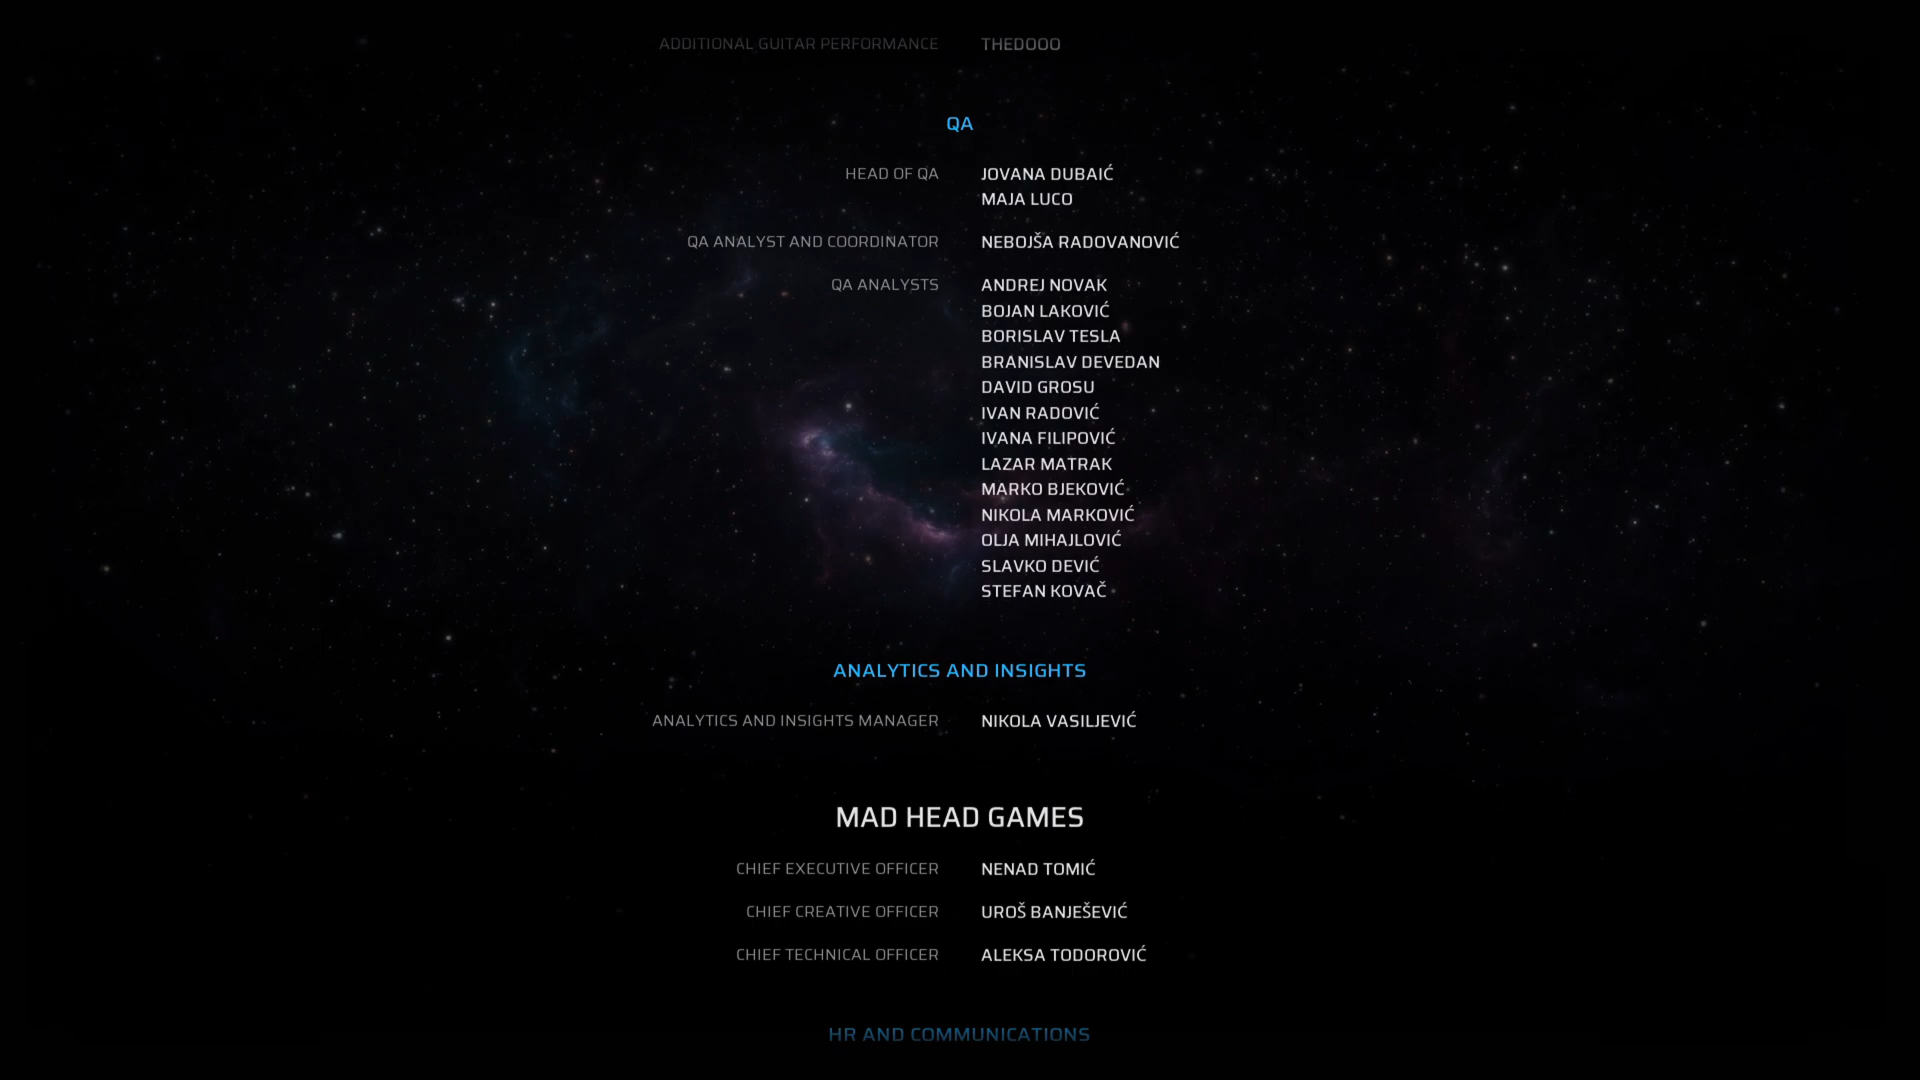 ADDITIONAL GUITAR PERFORMANCE THEDOOO
QA
HEAD OF QA JOVANA DUBAIĆ
MAJA LUCO
QA ANALYST AND COORDINATOR NEBOJŠA RADOVANOVIĆ
QA ANALYSTS ANDREJ NOVAK
BOJAN LAKOVIĆ
BORISLAV TESLA
BRANISLAV DEVEDAN
DAVID GROSU
IVAN RADOVIĆ
IVANA FILIPOVIĆ
LAZAR MATRAK
MARKO BJEKOVIĆ
NIKOLA MARKOVIĆ
OLJA MIHAJLOVIĆ
SLAVKO DEVIĆ
STEFAN KOVAČ
ANALYTICS AND INSIGHTS
ANALYTICS AND INSIGHTS MANAGER NIKOLA VASILJEVIĆ
MAD HEAD GAMES
CHIEF EXECUTIVE OFFICER NENAD TOMIĆ
CHIEF CREATIVE OFFICER UROŠ BANJEŠEVIĆ
CHIEF TECHNICAL OFFICER ALEKSA TODOROVIĆ
HR AND COMMUNICATIONS